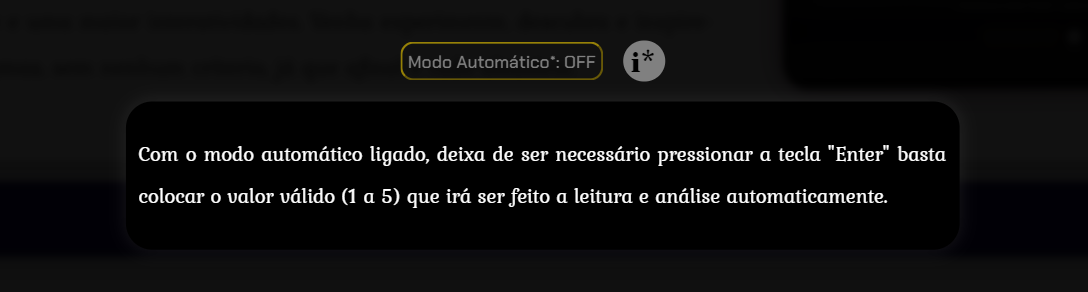 Modo Automático*: OFF
i*
Com o modo automático ligado, deixa de ser necessário pressionar a tecla "Enter" basta
colocar o valor válido (1 a 5) que irá ser feito a leitura e análise automaticamente.